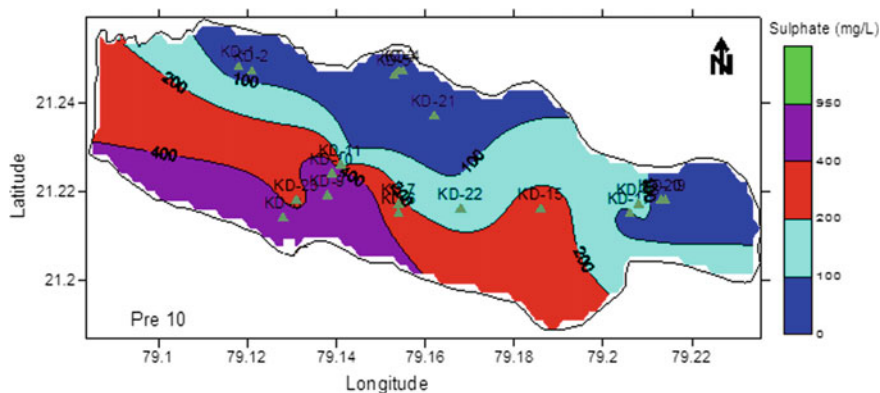 Sulphate (mg/L)
N
KD-2
KD-21
21.24
200
100
950
400
100
400
KD-11
400
KD-22
KD-15
KD-25
KD-9
21.22
200
200
100
21.2
0
Pre 10
79.1 79.12 79.14 79.16 79.18 79.2 79.22
Latitude
Longitude